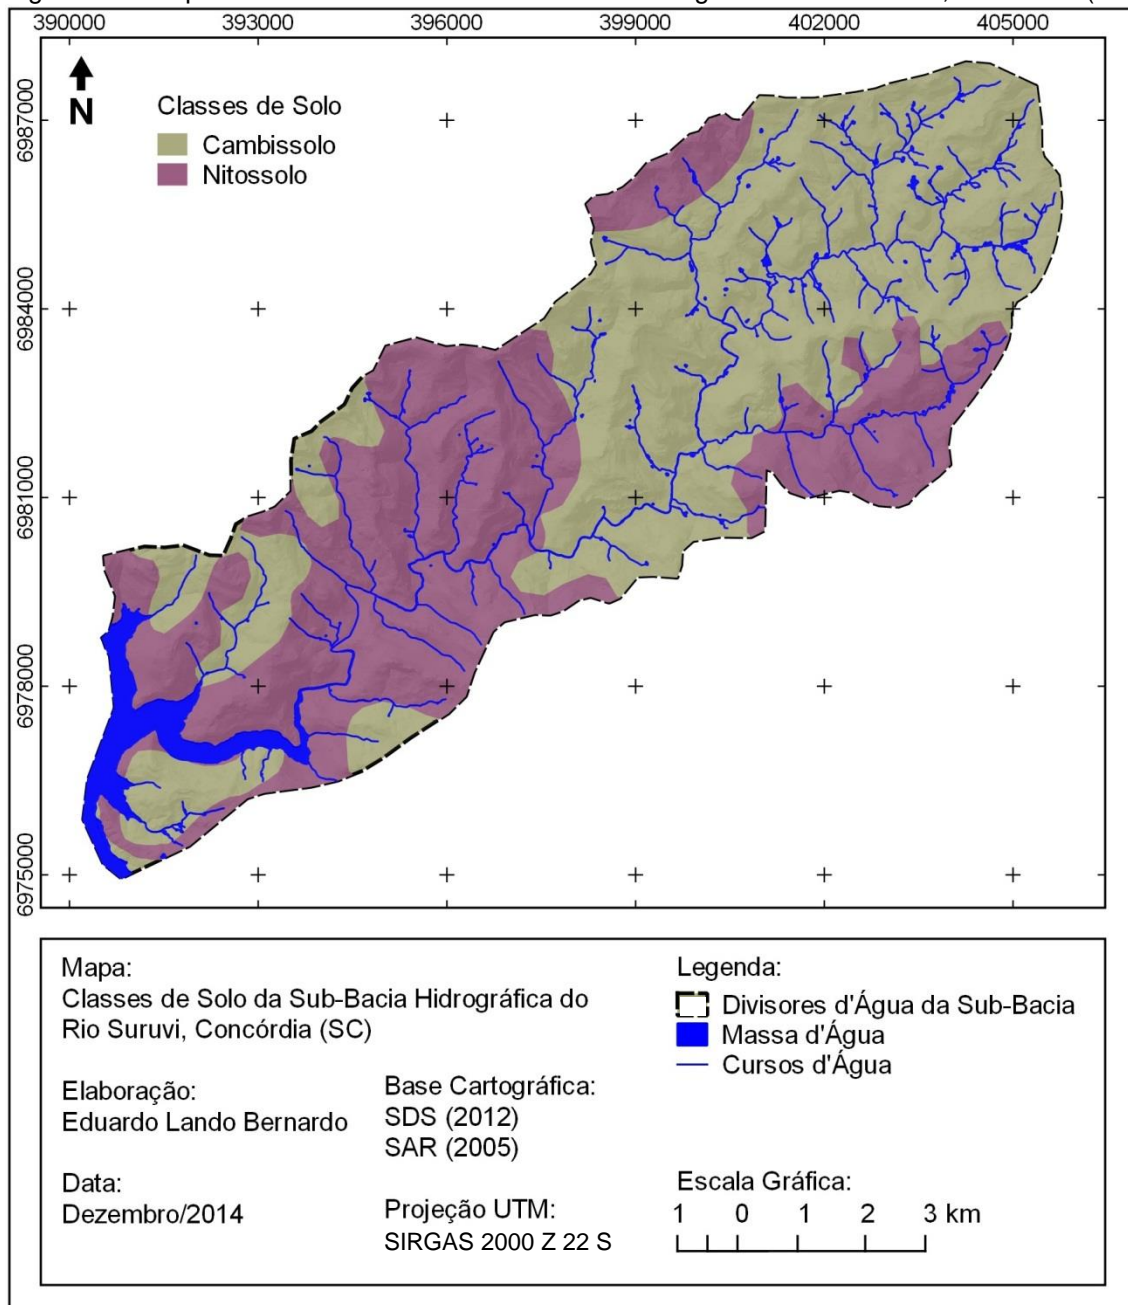 390000 393000 396000 399000 402000 405000
6987000
6984000
6981000
6978000
6975000
N
Classes de Solo
Cambissolo
Nitossolo
Mapa:
Classes de Solo da Sub-Bacia Hidrográfica do
Rio Suruvi, Concórdia (SC)
Elaboração:
Eduardo Lando Bernardo
Data:
Dezembro/2014
Base Cartográfica:
SDS (2012)
SAR (2005)
Projeção UTM:
SIRGAS 2000 Z 22 S
Legenda:
Divisores d'Água da Sub-Bacia
Massa d'Água
Cursos d'Água
Escala Gráfica:
1 0 1 2 3 km